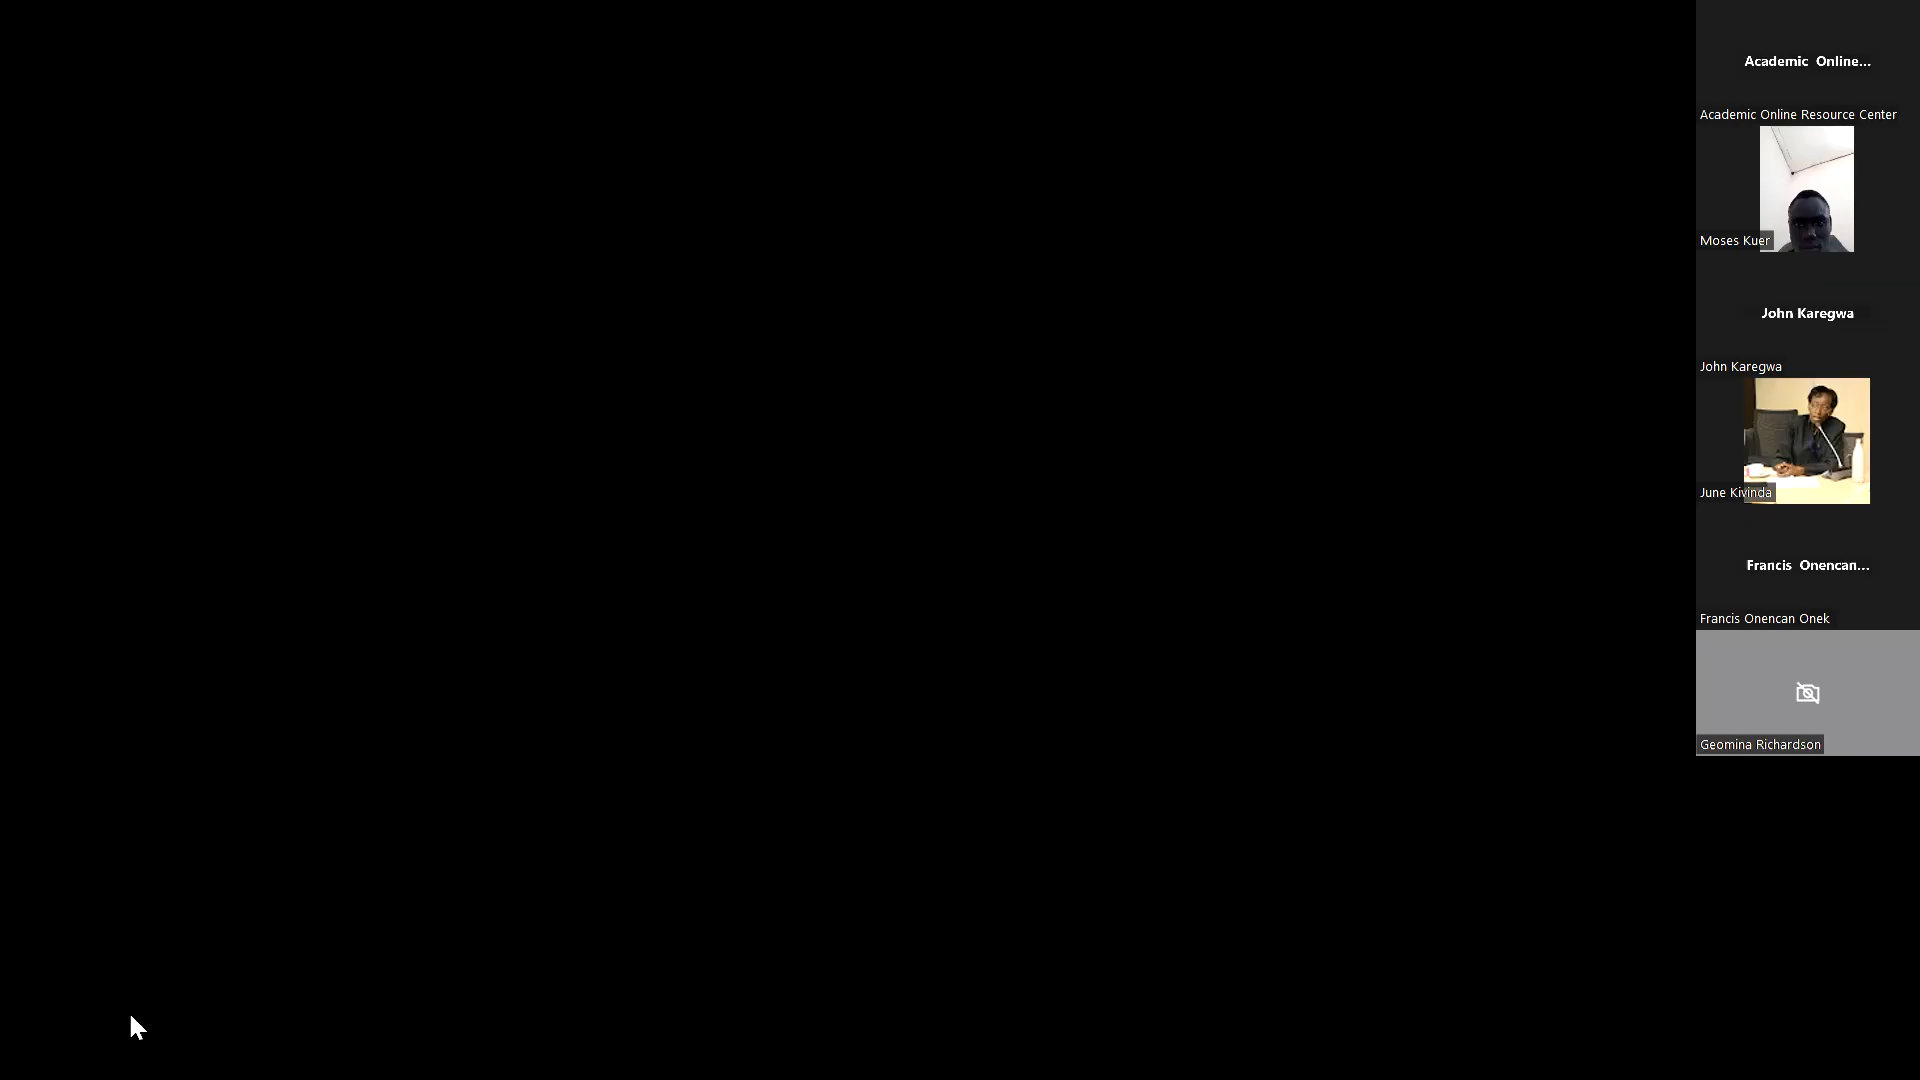 Academic Online...
Academic Online Resource Center
Moses Kuer
John Karegwa
John Karegwa
June Kivinda
Francis Onencan...
Francis Onencan Onek
Geomina Richardson